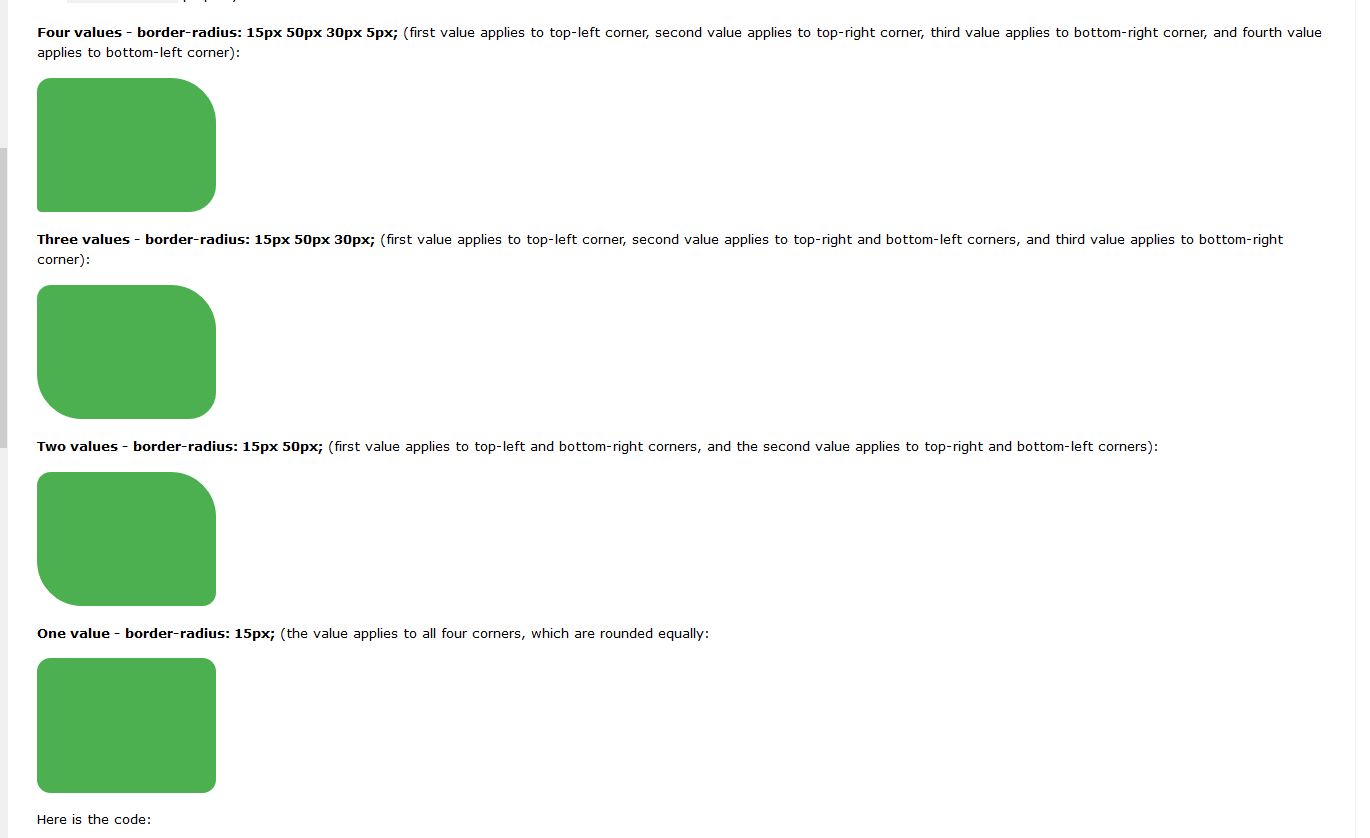 Four values - border-radius: 15px 50px 30px 5px; (first value applies to top-left corner, second value applies to top-right corner, third value applies to bottom-right corner, and fourth value
applies to bottom-left corner):
Three values - border-radius: 15px 50px 30px; (first value applies to top-left corner, second value applies to top-right and bottom-left corners, and third value applies to bottom-right
corner):
Two values - border-radius: 15px 50px; (first value applies to top-left and bottom-right corners, and the second value applies to top-right and bottom-left corners):
One value - border-radius: 15px; (the value applies to all four corners, which are rounded equally:
Here is the code: